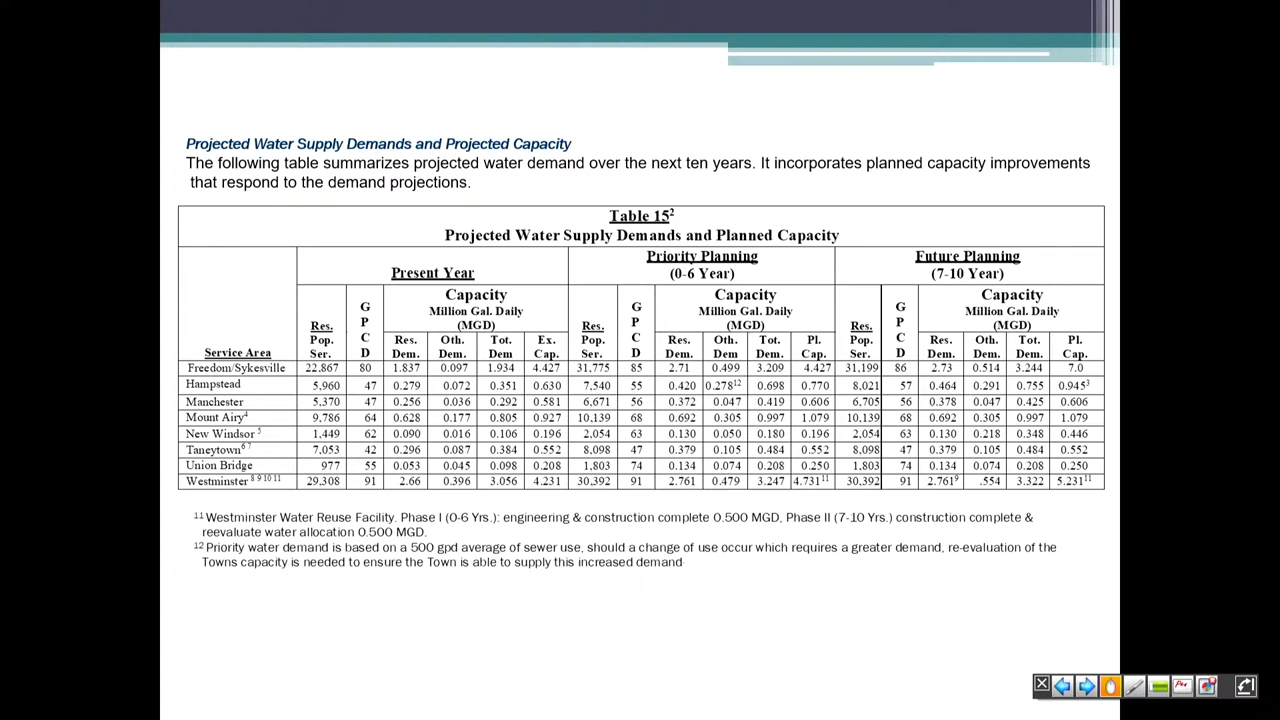 Projected Water Supply Demands and Projected Capacity
The following table summarizes projected water demand over the next ten years. It incorporates planned capacity improvements
that respond to the demand projections.
Table 15²
Projected Water Supply Demands and Planned Capacity
Service Area
Present Year
Priority Planning
(0-6 Year)
Future Planning
(7-10 Year)
Res. Pop. Ser. GPCD Capacity Million Gal. Daily (MGD) Res. Dem. Oth. Dem. Tot. Dem Ex. Cap.
Res. Pop. Ser. GPCD Capacity Million Gal. Daily (MGD) Res. Dem. Oth. Dem Tot. Dem. Pl. Cap.
Res. Pop. Ser. GPCD Capacity Million Gal. Daily (MGD) Res. Dem. Oth. Dem. Tot. Dem. Pl. Cap.
Freedom/Sykesville 22,867 80 1.837 0.097 1.934 4.427 31,775 85 2.71 0.499 3.209 4.427 31,199 86 2.73 0.514 3.244 7.0
Hampstead 5,960 47 0.279 0.072 0.351 0.630 7,540 55 0.420 0.278¹² 0.698 0.770 8,021 57 0.464 0.291 0.755 0.945³
Manchester 5,370 47 0.256 0.036 0.292 0.581 6,671 56 0.372 0.047 0.419 0.606 6,705 56 0.378 0.047 0.425 0.606
Mount Airy⁴ 9,786 64 0.628 0.177 0.805 0.927 10,139 68 0.692 0.305 0.997 1.079 10,139 68 0.692 0.305 0.997 1.079
New Windsor ⁵ 1,449 62 0.090 0.016 0.106 0.196 2,054 63 0.130 0.050 0.180 0.196 2,054 63 0.130 0.218 0.348 0.446
Taneytown⁶ ⁷ 7,053 42 0.296 0.087 0.384 0.552 8,098 47 0.379 0.105 0.484 0.552 8,098 47 0.379 0.105 0.484 0.552
Union Bridge 977 55 0.053 0.045 0.098 0.208 1,803 74 0.134 0.074 0.208 0.250 1,803 74 0.134 0.074 0.208 0.250
Westminster ⁸ ⁹ ¹⁰ ¹¹ 29,308 91 2.66 0.396 3.056 4.231 30,392 91 2.761 0.479 3.247 4.731¹¹ 30,392 91 2.761⁹ .554 3.322 5.231¹¹
¹¹ Westminster Water Reuse Facility. Phase I (0-6 Yrs.): engineering & construction complete 0.500 MGD, Phase II (7-10 Yrs.) construction complete &
reevaluate water allocation 0.500 MGD.
¹² Priority water demand is based on a 500 gpd average of sewer use, should a change of use occur which requires a greater demand, re-evaluation of the
Towns capacity is needed to ensure the Town is able to supply this increased demand